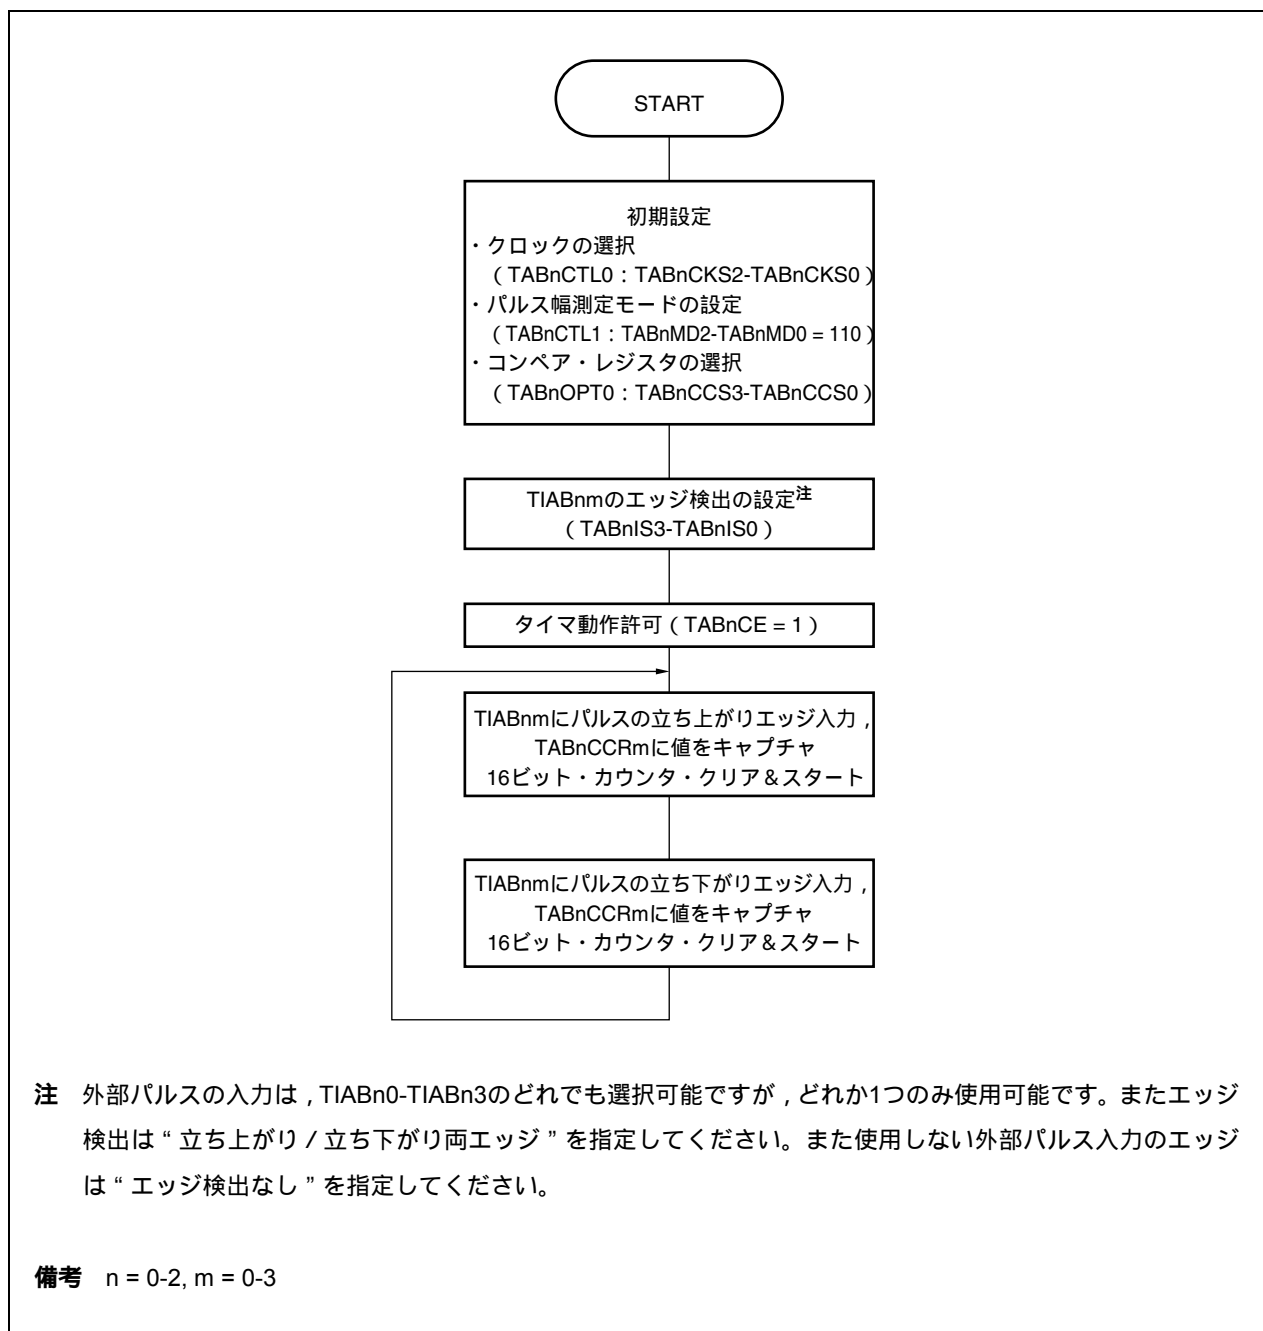 START
初期設定
・クロックの選択
（TABnCTL0：TABnCKS2-TABnCKS0）
・パルス幅測定モードの設定
（TABnCTL1：TABnMD2-TABnMD0 = 110）
・コンペア・レジスタの選択
（TABnOPT0：TABnCCS3-TABnCCS0）
TIABnmのエッジ検出の設定注
（TABnIS3-TABnIS0）
タイマ動作許可（TABnCE = 1）
TIABnmにパルスの立ち上がりエッジ入力，
TABnCCRmに値をキャプチャ
16ビット・カウンタ・クリア＆スタート
TIABnmにパルスの立ち下がりエッジ入力，
TABnCCRmに値をキャプチャ
16ビット・カウンタ・クリア＆スタート
注 外部パルスの入力は，TIABn0-TIABn3のどれでも選択可能ですが，どれか1つのみ使用可能です。またエッジ
検出は“立ち上がり／立ち下がり両エッジ”を指定してください。また使用しない外部パルス入力のエッジ
は“エッジ検出なし”を指定してください。
備考 n = 0-2, m = 0-3